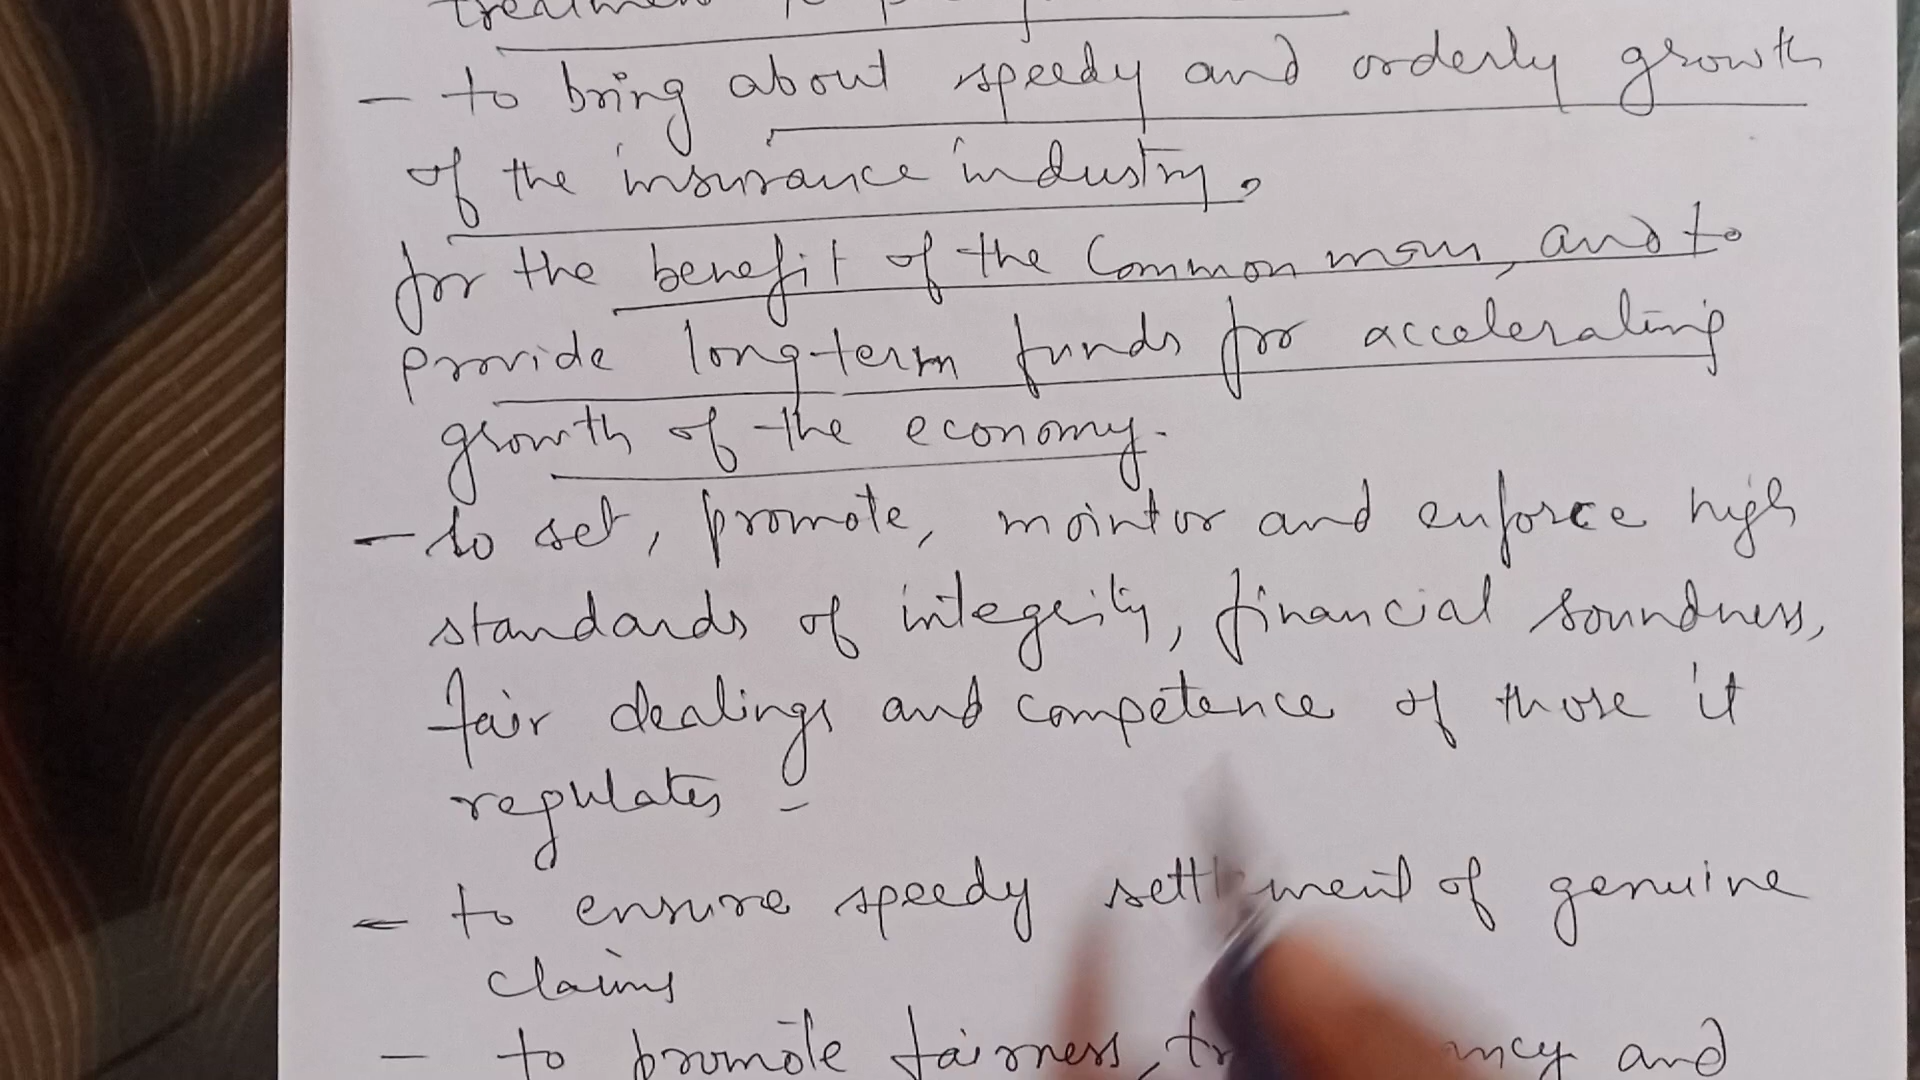 treatment to
- to bring about speedy and orderly growth
of the insurance industry,
for the benefit of the Common man, and to
provide long-term funds for accelerating
growth of the economy.
- to set, promote, mointor and enforce high
standards of integrity, financial soundness,
fair dealings and competence of those it
regulates -
- to ensure speedy settlement of genuine
claims
- to promote fairness, and